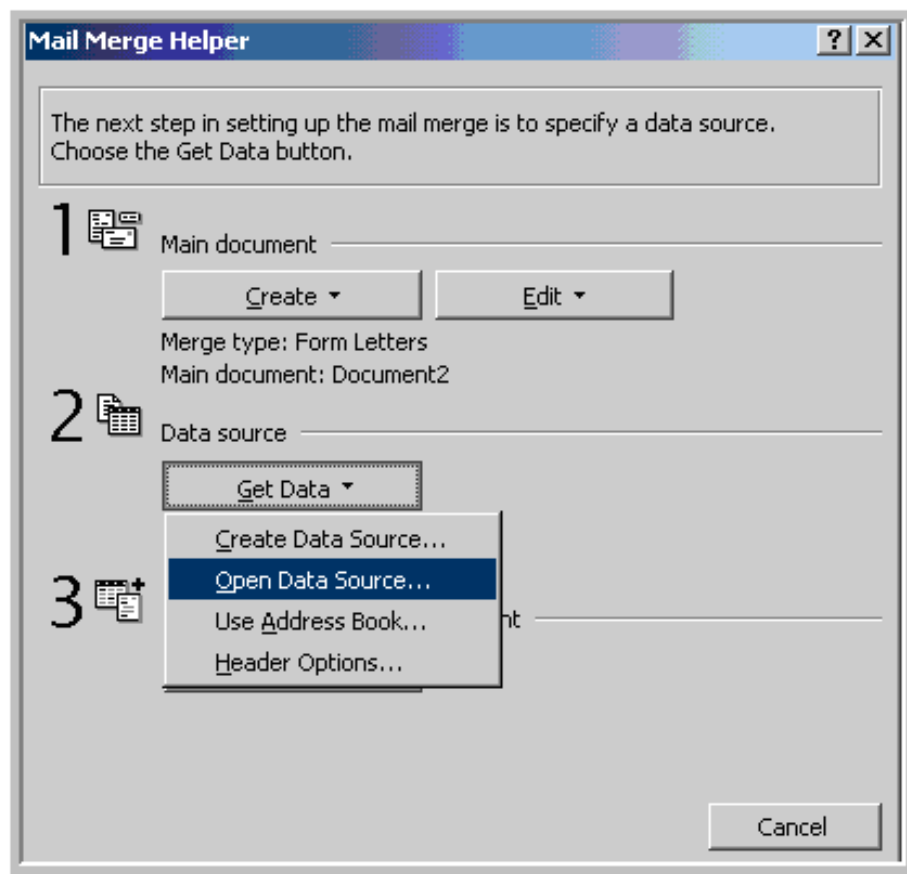 Mail Merge Helper
The next step in setting up the mail merge is to specify a data source.
Choose the Get Data button.
1
Main document
Create
Edit
Merge type: Form Letters
Main document: Document2
2
Data source
Get Data
Create Data Source...
Open Data Source...
3
Use Address Book...
Header Options...
Cancel